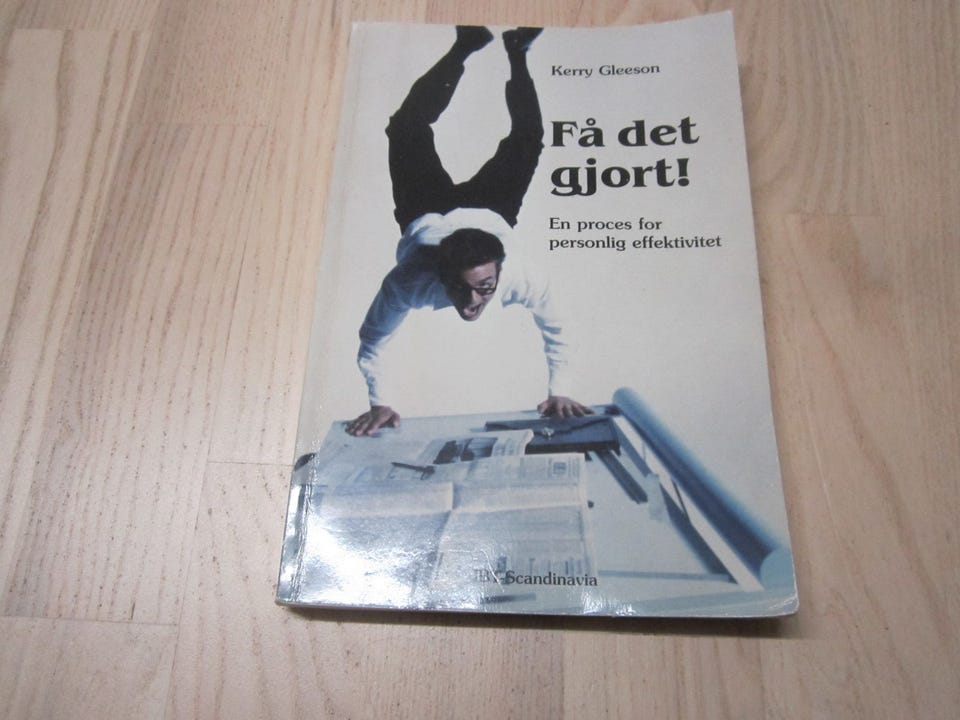 Kerry Gleeson
Få det
gjort!
En proces for
personlig effektivitet
Scandinavia